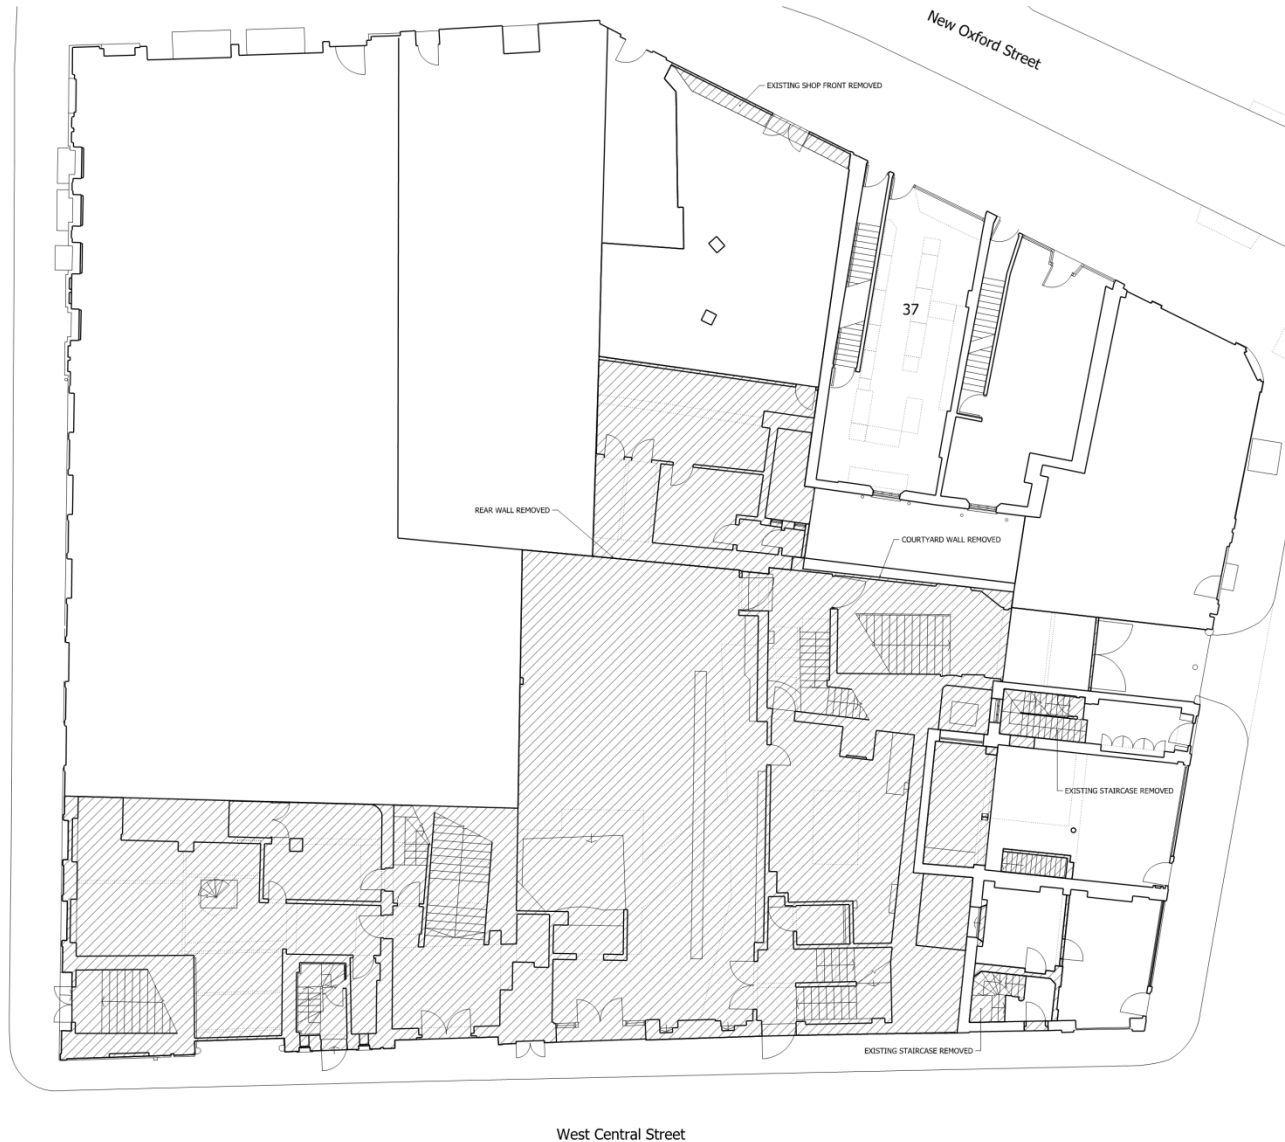 New Oxford Street
EXISTING SHOP FRONT REMOVED
37
REAR WALL REMOVED
COURTYARD WALL REMOVED
EXISTING STAIRCASE REMOVED
EXISTING STAIRCASE REMOVED
West Central Street